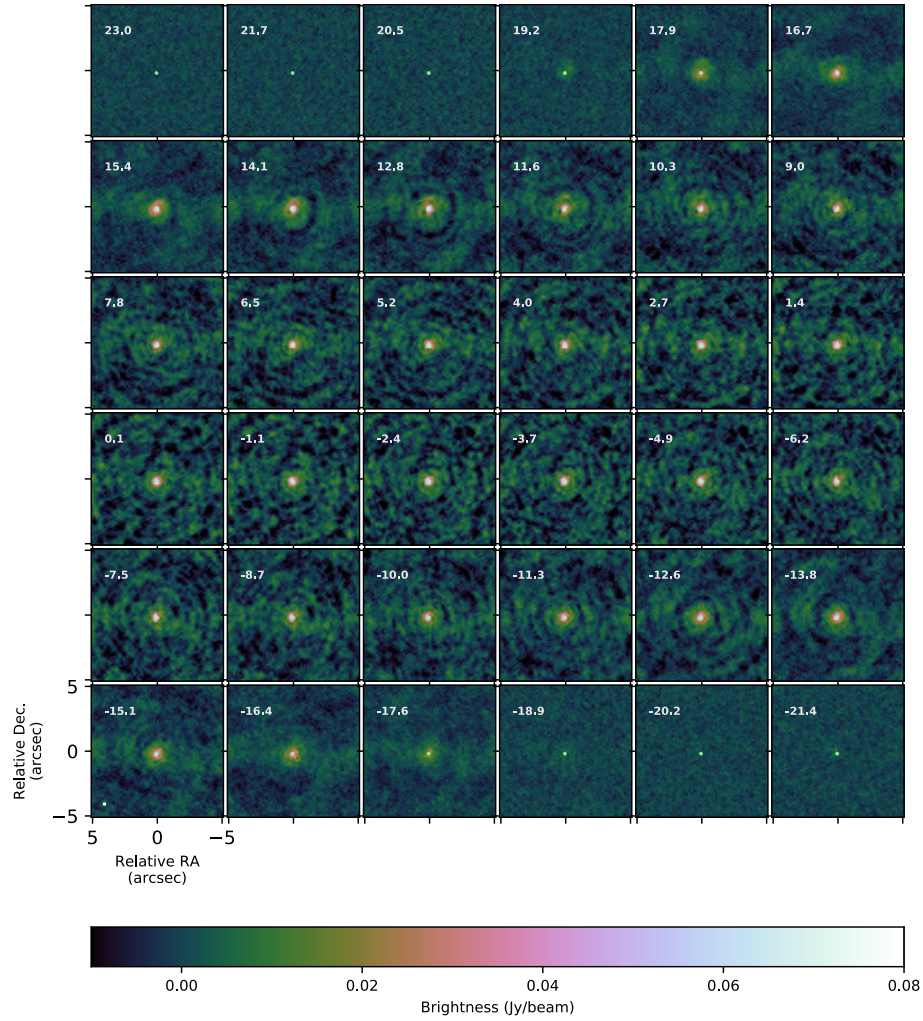 23.0 21.7 20.5 19.2 17.9 16.7
15.4 14.1 12.8 11.6 10.3 9.0
7.8 6.5 5.2 4.0 2.7 1.4
0.1 -1.1 -2.4 -3.7 -4.9 -6.2
-7.5 -8.7 -10.0 -11.3 -12.6 -13.8
5
-15.1 -16.4 -17.6 -18.9 -20.2 -21.4
Relative Dec.
(arcsec)
0
−5
5 0 −5
Relative RA
(arcsec)
0.00 0.02 0.04 0.06 0.08
Brightness (Jy/beam)